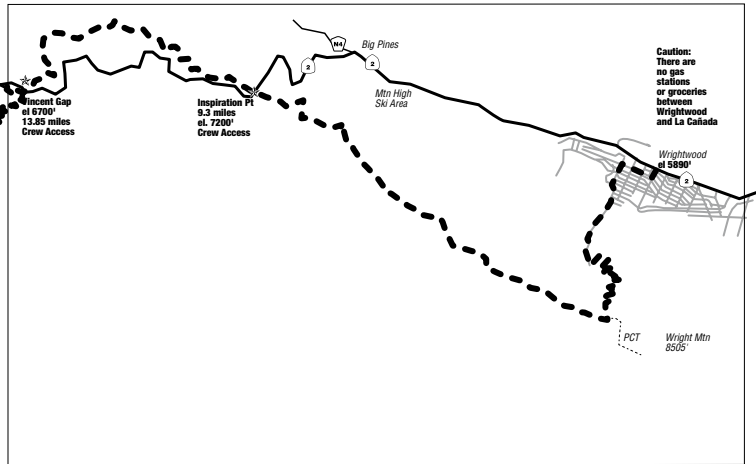 N4
Big Pines
2
2
Mtn High
Ski Area
Caution:
There are
no gas
stations
or groceries
between
Wrightwood
and La Cañada
Vincent Gap
el 6700'
13.85 miles
Crew Access
Inspiration Pt
9.3 miles
el. 7200'
Crew Access
Wrightwood
el 5890'
2
PCT
Wright Mtn
8505'